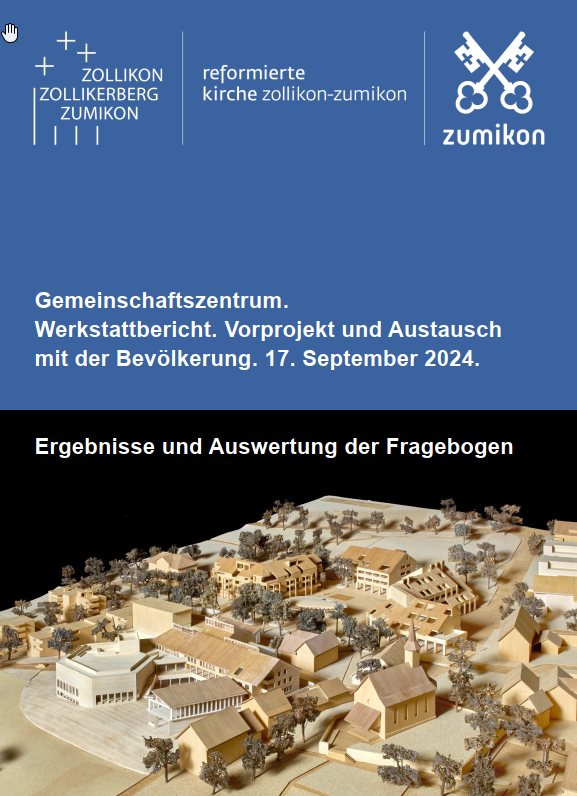 ZOLLIKON
ZOLLIKERBERG
ZUMIKON
reformierte
kirche zollikon-zumikon
zumikon
Gemeinschaftszentrum.
Werkstattbericht. Vorprojekt und Austausch
mit der Bevölkerung. 17. September 2024.
Ergebnisse und Auswertung der Fragebogen